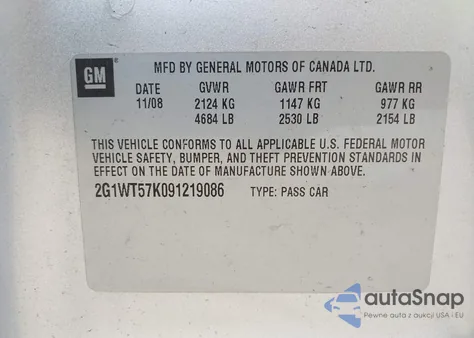 GM
MFD BY GENERAL MOTORS OF CANADA LTD.
DATE GVWR GAWR FRT GAWR RR
11/08 2124 KG 1147 KG 977 KG
4684 LB 2530 LB 2154 LB
THIS VEHICLE CONFORMS TO ALL APPLICABLE U.S. FEDERAL MOTOR
VEHICLE SAFETY, BUMPER, AND THEFT PREVENTION STANDARDS IN
EFFECT ON THE DATE OF MANUFACTURE SHOWN ABOVE.
2G1WT57K091219086 TYPE: PASS CAR
autoSnap
Pewne auta z aukcji USA i EU